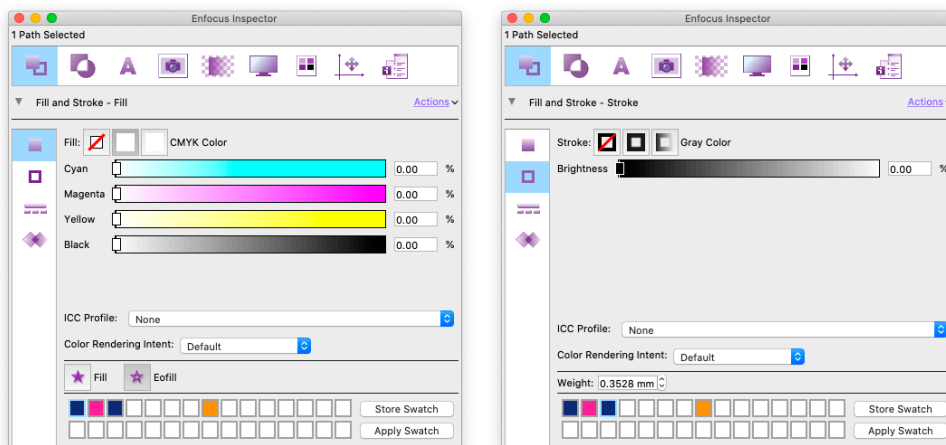 Enfocus Inspector
1 Path Selected
Fill and Stroke - Fill
Actions
Fill:
CMYK Color
Cyan
0.00
%
Magenta
0.00
%
Yellow
0.00
%
Black
0.00
%
ICC Profile:
None
Color Rendering Intent:
Default
Fill
Eofill
Store Swatch
Apply Swatch
Enfocus Inspector
1 Path Selected
Fill and Stroke - Stroke
Actions
Stroke:
Gray Color
Brightness
0.00
%
ICC Profile:
None
Color Rendering Intent:
Default
Weight:
0.3528 mm
Store Swatch
Apply Swatch